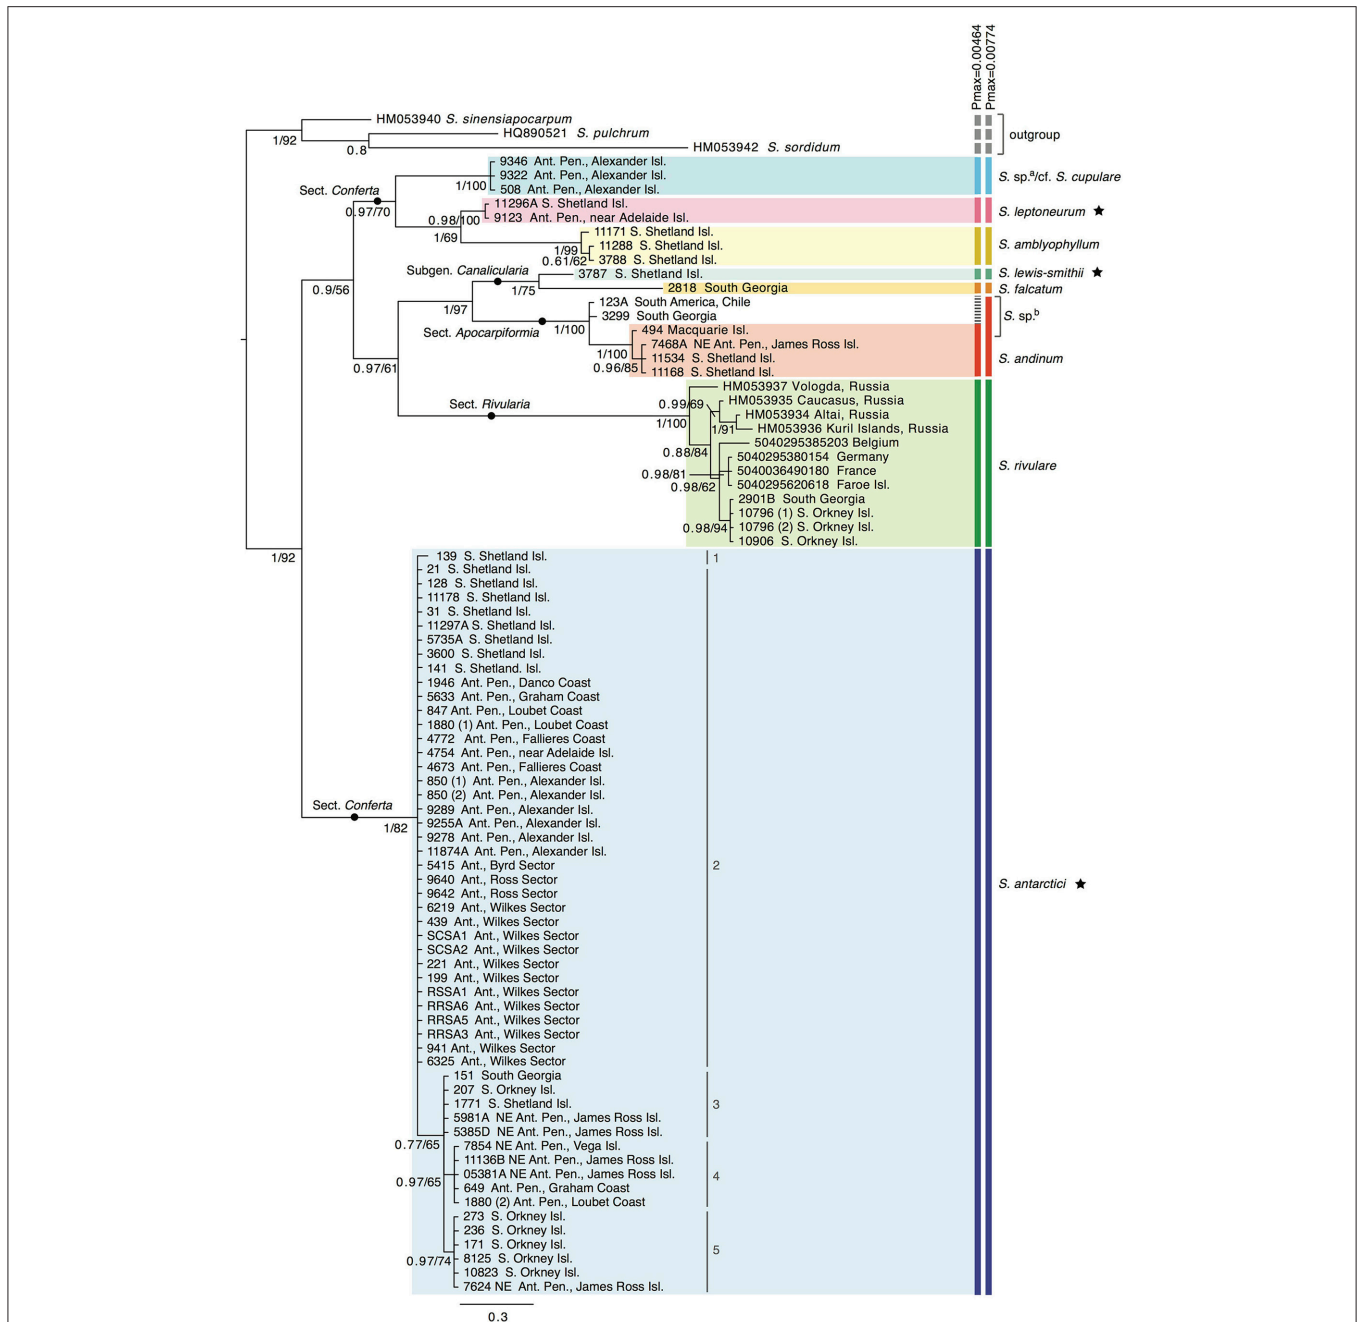 Pmax=0.00464
Pmax=0.00774
HM053940 S. sinensiapocarpum
HQ890521 S. pulchrum
HM053942 S. sordidum
1/92
0.8
outgroup
9346 Ant. Pen., Alexander Isl.
9322 Ant. Pen., Alexander Isl.
508 Ant. Pen., Alexander Isl.
1/100
S. sp.a/cf. S. cupulare
Sect. Conferta
0.97/70
11296A S. Shetland Isl.
9123 Ant. Pen., near Adelaide Isl.
0.98/100
S. leptoneurum ★
1/69
11171 S. Shetland Isl.
11288 S. Shetland Isl.
3788 S. Shetland Isl.
1/99
0.61/62
S. amblyophyllum
0.9/56
Subgen. Canalicularia
3787 S. Shetland Isl.
S. lewis-smithii ★
1/75
2818 South Georgia
S. falcatum
1/97
123A South America, Chile
3299 South Georgia
S. sp.b
Sect. Apocarpiformia
1/100
494 Macquarie Isl.
7468A NE Ant. Pen., James Ross Isl.
11534 S. Shetland Isl.
11168 S. Shetland Isl.
1/100
0.96/85
S. andinum
0.97/61
Sect. Rivularia
HM053937 Vologda, Russia
HM053935 Caucasus, Russia
HM053934 Altai, Russia
HM053936 Kuril Islands, Russia
5040295385203 Belgium
5040295380154 Germany
5040036490180 France
5040295620618 Faroe Isl.
2901B South Georgia
10796 (1) S. Orkney Isl.
10796 (2) S. Orkney Isl.
10906 S. Orkney Isl.
0.99/69
1/100
1/91
0.88/84
0.98/81
0.98/62
0.98/94
S. rivulare
1/92
139 S. Shetland Isl.
1
21 S. Shetland Isl.
128 S. Shetland Isl.
11178 S. Shetland Isl.
31 S. Shetland Isl.
11297A S. Shetland Isl.
5735A S. Shetland Isl.
3600 S. Shetland Isl.
141 S. Shetland. Isl.
1946 Ant. Pen., Danco Coast
5633 Ant. Pen., Graham Coast
847 Ant. Pen., Loubet Coast
1880 (1) Ant. Pen., Loubet Coast
4772 Ant. Pen., Fallieres Coast
4754 Ant. Pen., near Adelaide Isl.
4673 Ant. Pen., Fallieres Coast
850 (1) Ant. Pen., Alexander Isl.
850 (2) Ant. Pen., Alexander Isl.
9289 Ant. Pen., Alexander Isl.
9255A Ant. Pen., Alexander Isl.
9278 Ant. Pen., Alexander Isl.
11874A Ant. Pen., Alexander Isl.
5415 Ant., Byrd Sector
9640 Ant., Ross Sector
9642 Ant., Ross Sector
6219 Ant., Wilkes Sector
439 Ant., Wilkes Sector
SCSA1 Ant., Wilkes Sector
SCSA2 Ant., Wilkes Sector
221 Ant., Wilkes Sector
199 Ant., Wilkes Sector
RSSA1 Ant., Wilkes Sector
RRSA6 Ant., Wilkes Sector
RRSA5 Ant., Wilkes Sector
RRSA3 Ant., Wilkes Sector
941 Ant., Wilkes Sector
6325 Ant., Wilkes Sector
2
Sect. Conferta
1/82
S. antarctici ★
151 South Georgia
207 S. Orkney Isl.
1771 S. Shetland Isl.
5981A NE Ant. Pen., James Ross Isl.
5385D NE Ant. Pen., James Ross Isl.
3
0.77/65
7854 NE Ant. Pen., Vega Isl.
11136B NE Ant. Pen., James Ross Isl.
05381A NE Ant. Pen., James Ross Isl.
649 Ant. Pen., Graham Coast
1880 (2) Ant. Pen., Loubet Coast
4
0.97/65
273 S. Orkney Isl.
236 S. Orkney Isl.
171 S. Orkney Isl.
8125 S. Orkney Isl.
10823 S. Orkney Isl.
7624 NE Ant. Pen., James Ross Isl.
5
0.97/74
0.3